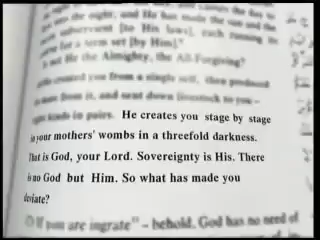 into the night, and He has made the sun and the
subservient [to His laws], each running its
for a term set [by Him]."
not He the Almighty, the All-Forgiving?
created you from a single self, then produced
from it, and sent down livestock to you –
kinds in pairs. He creates you stage by stage
in your mothers' wombs in a threefold darkness.
That is God, your Lord. Sovereignty is His. There
is no God but Him. So what has made you
deviate?
If you are ingrate" – behold, God has no need of